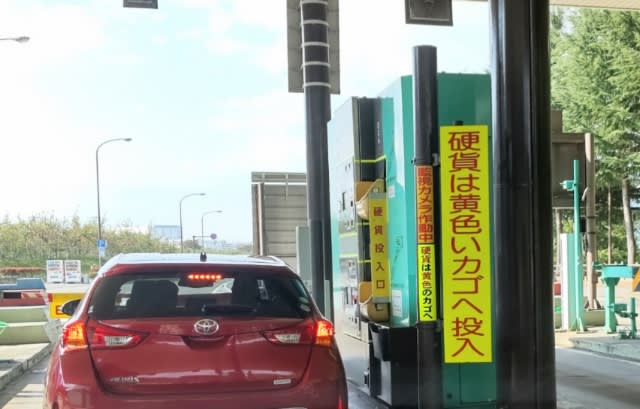 硬貨は黄色いカゴへ投入
監視カメラ作動中
硬貨は黄色のカゴへ
硬貨投入口
AURIS